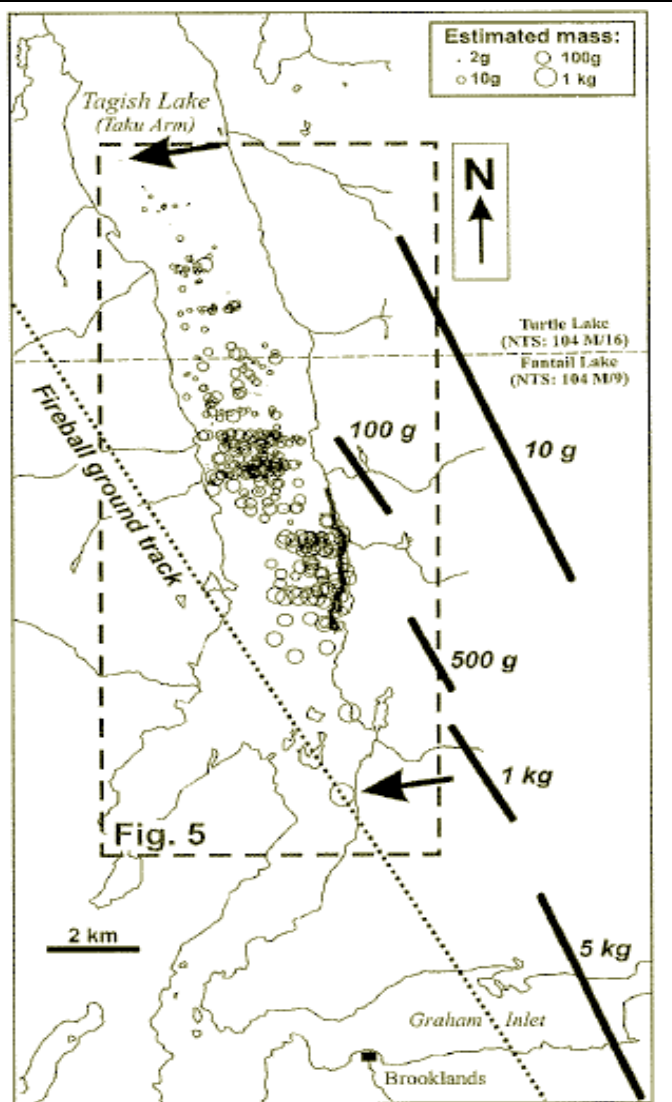 Estimated mass:
2g 100g
10g 1 kg
Tagish Lake
(Taku Arm)
N
Turtle Lake
(NTS: 104 M/16)
Fantail Lake
(NTS: 104 M/9)
Fireball ground track
100 g
10 g
500 g
1 kg
Fig. 5
2 km
5 kg
Graham Inlet
Brooklands